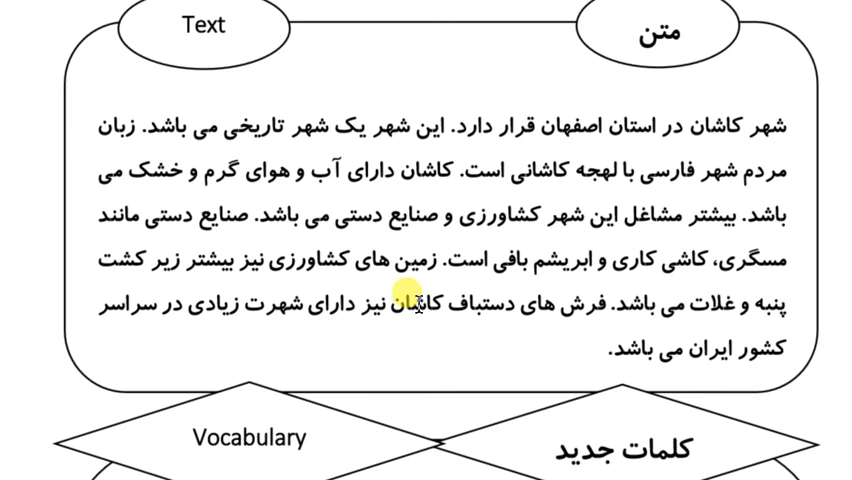 متن
Text
شهر کاشان در استان اصفهان قرار دارد. این شهر یک شهر تاریخی می باشد. زبان
مردم شهر فارسی با لهجه کاشانی است. کاشان دارای آب و هوای گرم و خشک می
باشد. بیشتر مشاغل این شهر کشاورزی و صنایع دستی می باشد. صنایع دستی مانند
مسگری، کاشی کاری و ابریشم بافی است. زمین های کشاورزی نیز بیشتر زیر کشت
پنبه و غلات می باشد. فرش های دستباف کاشان نیز دارای شهرت زیادی در سراسر
کشور ایران می باشد.
کلمات جدید
Vocabulary